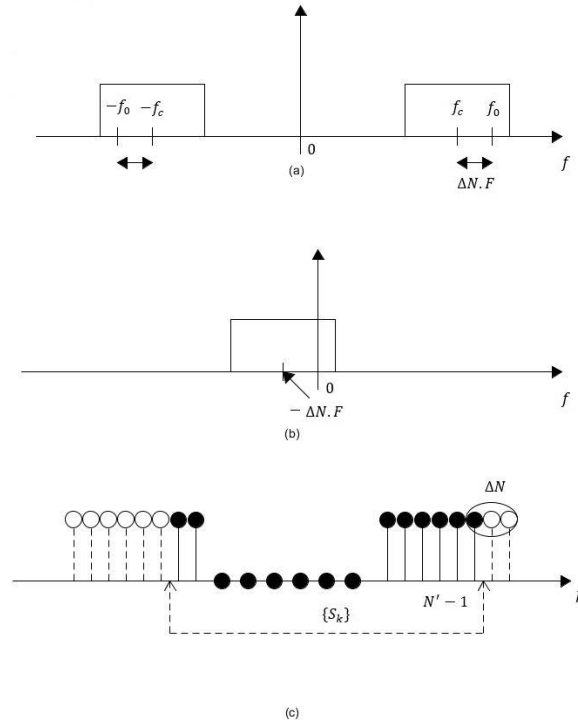 −f₀ −f_c f_c f₀
0
ΔN.F
f
(a)
0
− ΔN.F
f
(b)
ΔN
N′ − 1
{S_k}
(c)